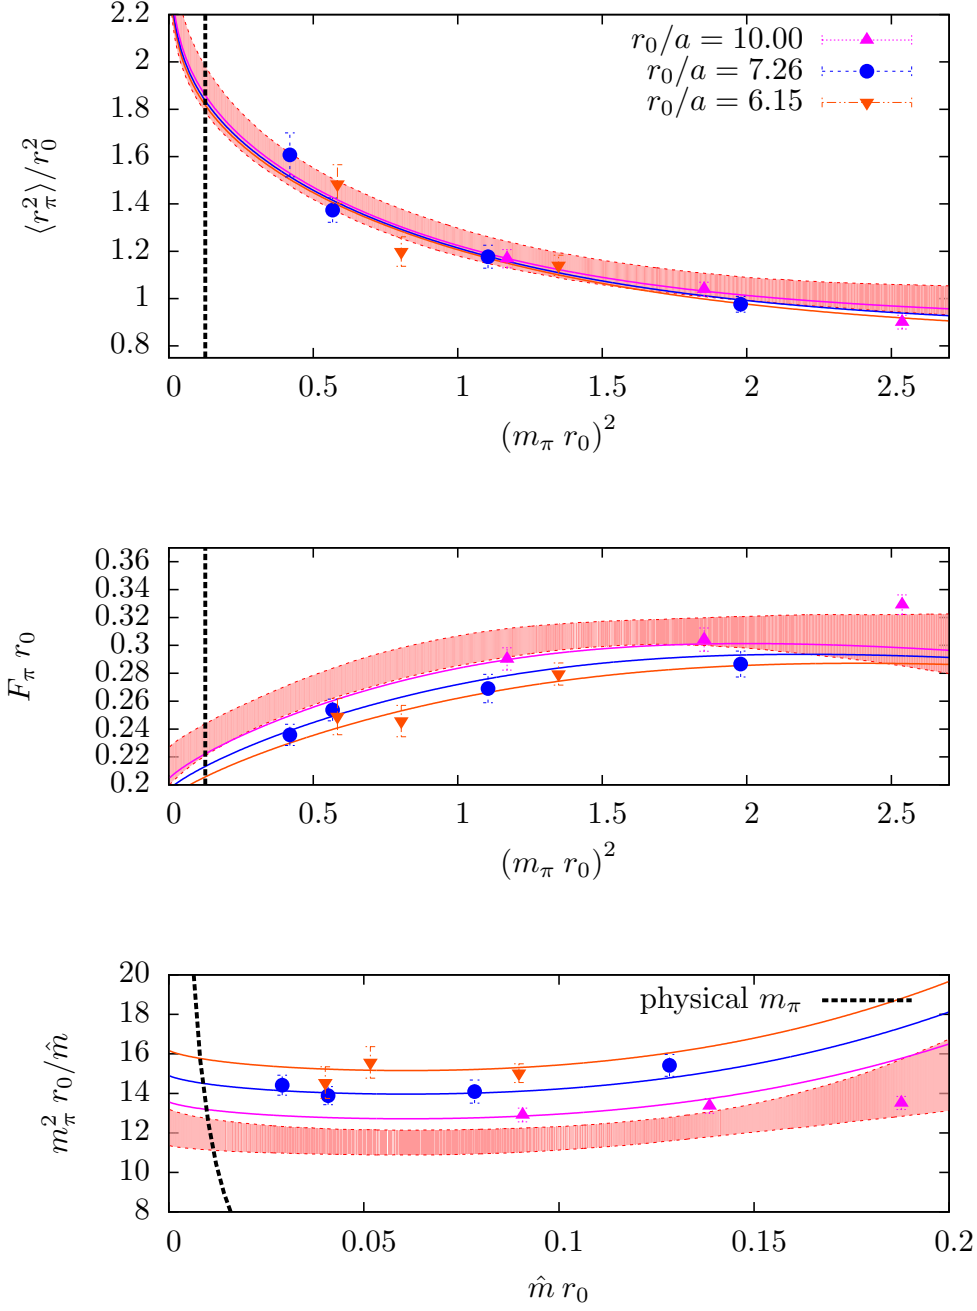 2.2
2
1.8
1.6
1.4
1.2
1
0.8
⟨r_π^2⟩/r_0^2
r_0/a = 10.00
r_0/a = 7.26
r_0/a = 6.15
0 0.5 1 1.5 2 2.5
(m_π r_0)^2
0.36
0.34
0.32
0.3
0.28
0.26
0.24
0.22
0.2
F_π r_0
0 0.5 1 1.5 2 2.5
(m_π r_0)^2
20
18
16
14
12
10
8
m_π^2 r_0/m̂
physical m_π
0 0.05 0.1 0.15 0.2
m̂ r_0